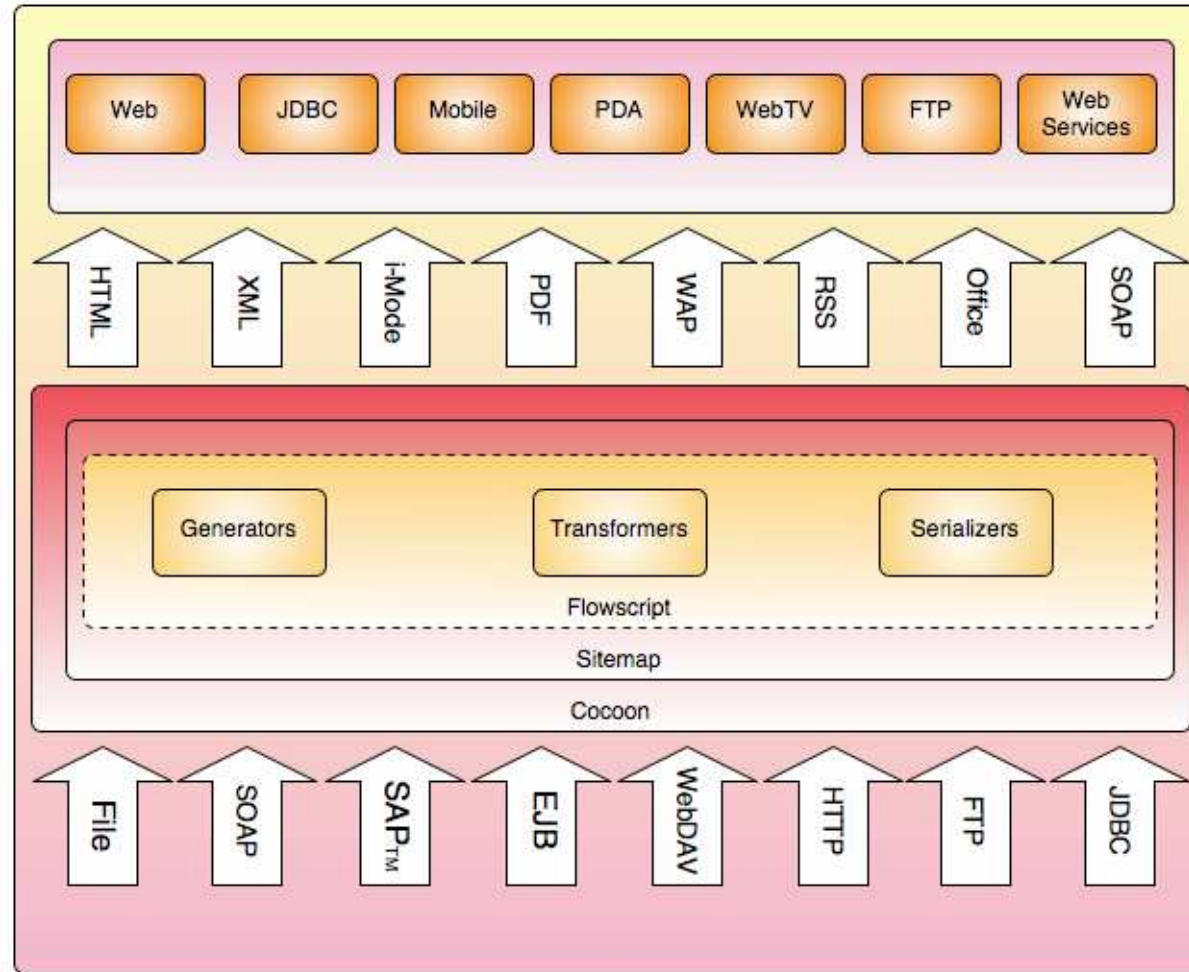 Web
JDBC
Mobile
PDA
WebTV
FTP
Web
Services
HTML
XML
i-Mode
PDF
WAP
RSS
Office
SOAP
Generators
Transformers
Serializers
Flowscript
Sitemap
Cocoon
File
SOAP
SAP™
EJB
WebDAV
HTTP
FTP
JDBC